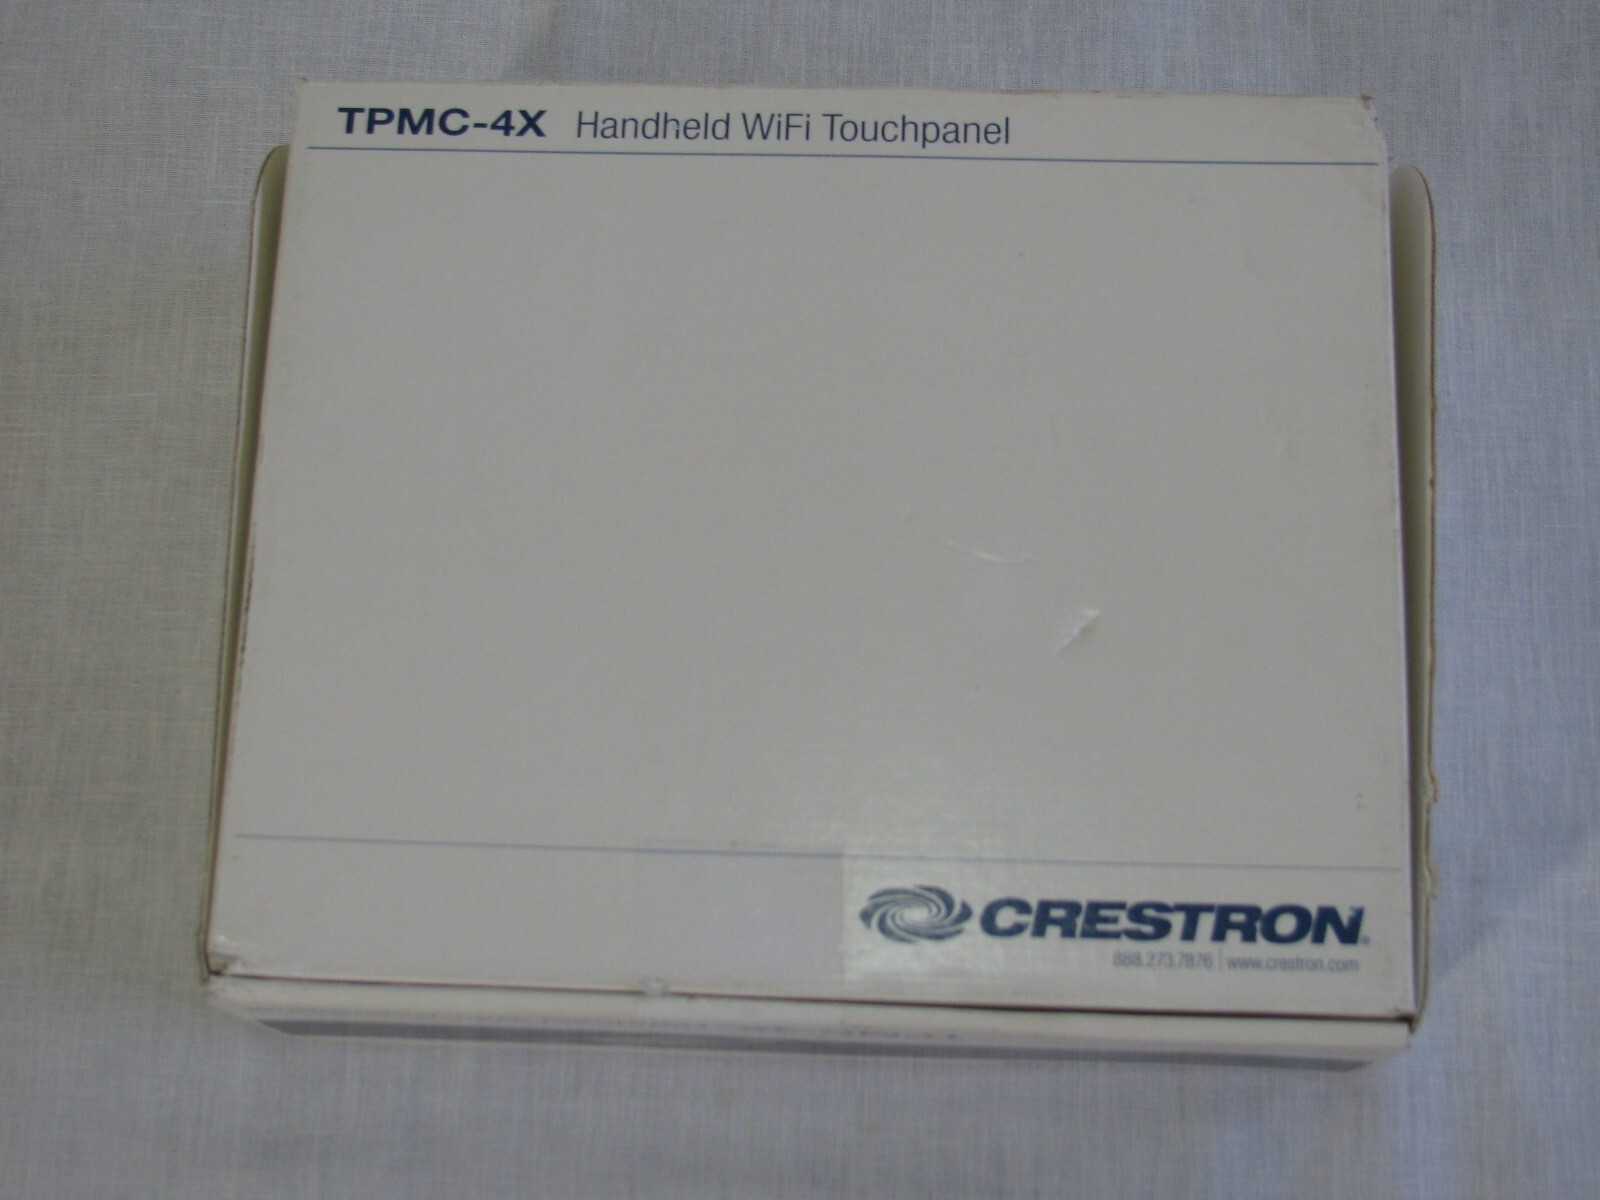 TPMC-4X Handheld WiFi Touchpanel
CRESTRON®
888.273.7876 | www.crestron.com